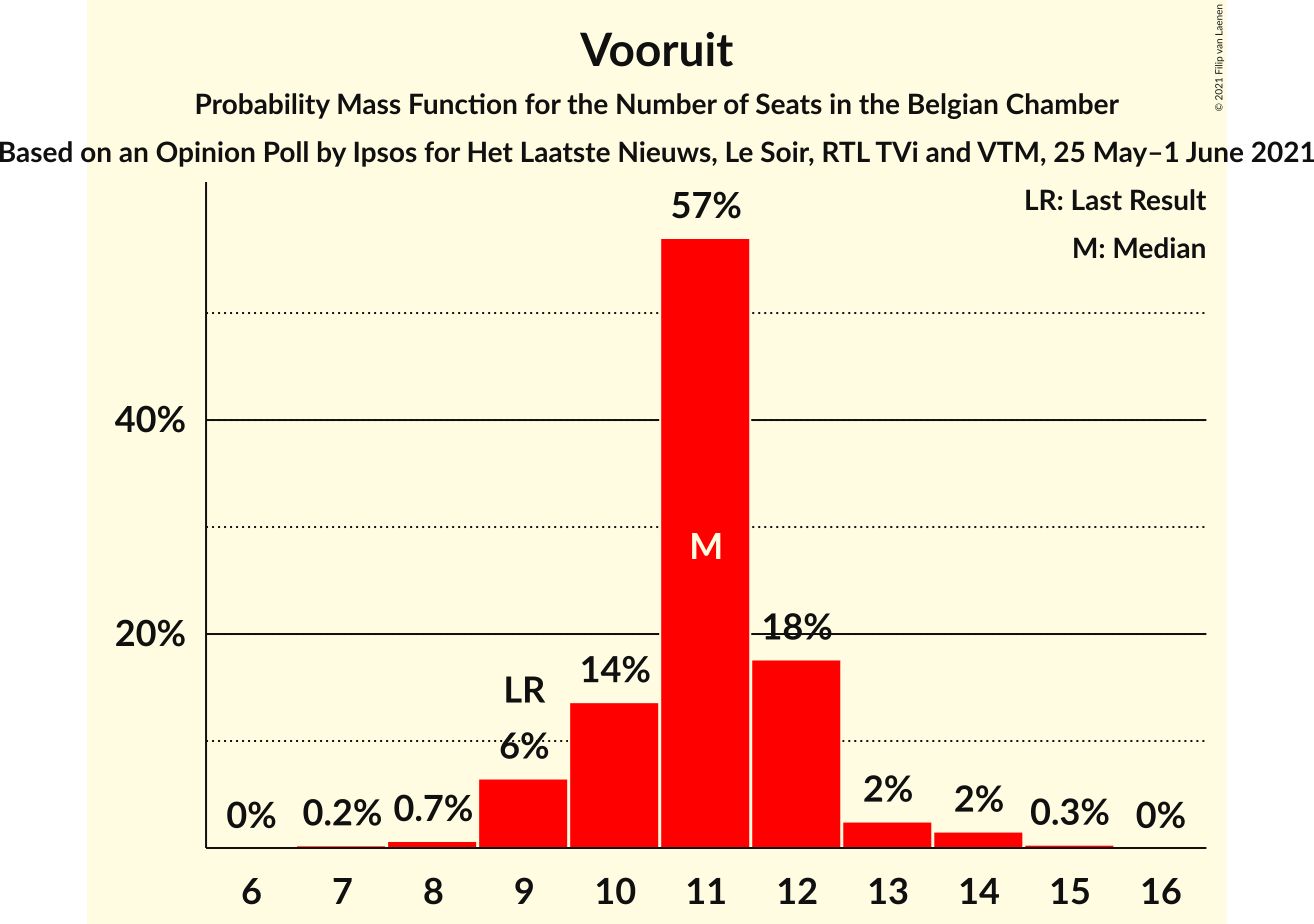 Vooruit
Probability Mass Function for the Number of Seats in the Belgian Chamber
Based on an Opinion Poll by Ipsos for Het Laatste Nieuws, Le Soir, RTL TVi and VTM, 25 May–1 June 2021
© 2021 Filip van Laenen
LR: Last Result
M: Median
57%
40%
M
20%
18%
14%
LR
6%
0%
0.2%
0.7%
2%
2%
0.3%
0%
6 7 8 9 10 11 12 13 14 15 16